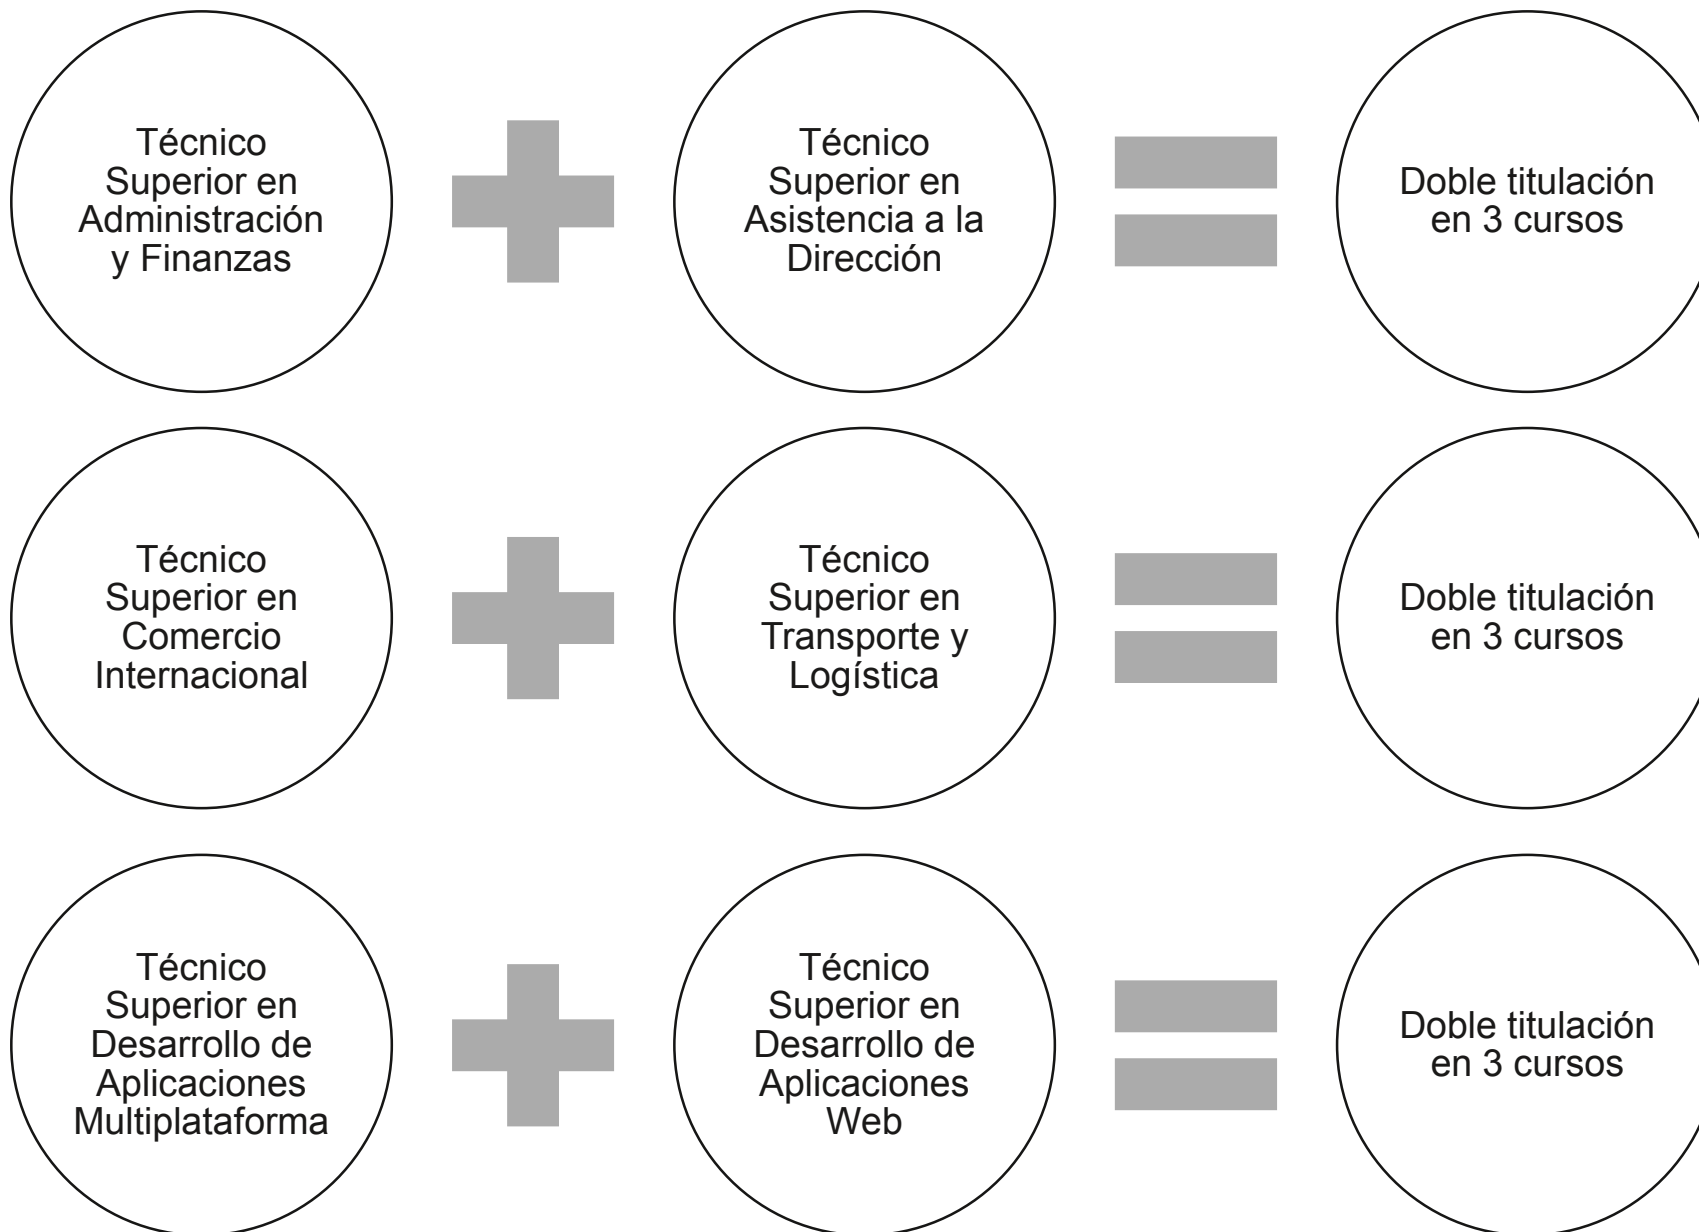 Técnico
Superior en
Administración
y Finanzas
Técnico
Superior en
Asistencia a la
Dirección
Doble titulación
en 3 cursos
Técnico
Superior en
Comercio
Internacional
Técnico
Superior en
Transporte y
Logística
Doble titulación
en 3 cursos
Técnico
Superior en
Desarrollo de
Aplicaciones
Multiplataforma
Técnico
Superior en
Desarrollo de
Aplicaciones
Web
Doble titulación
en 3 cursos